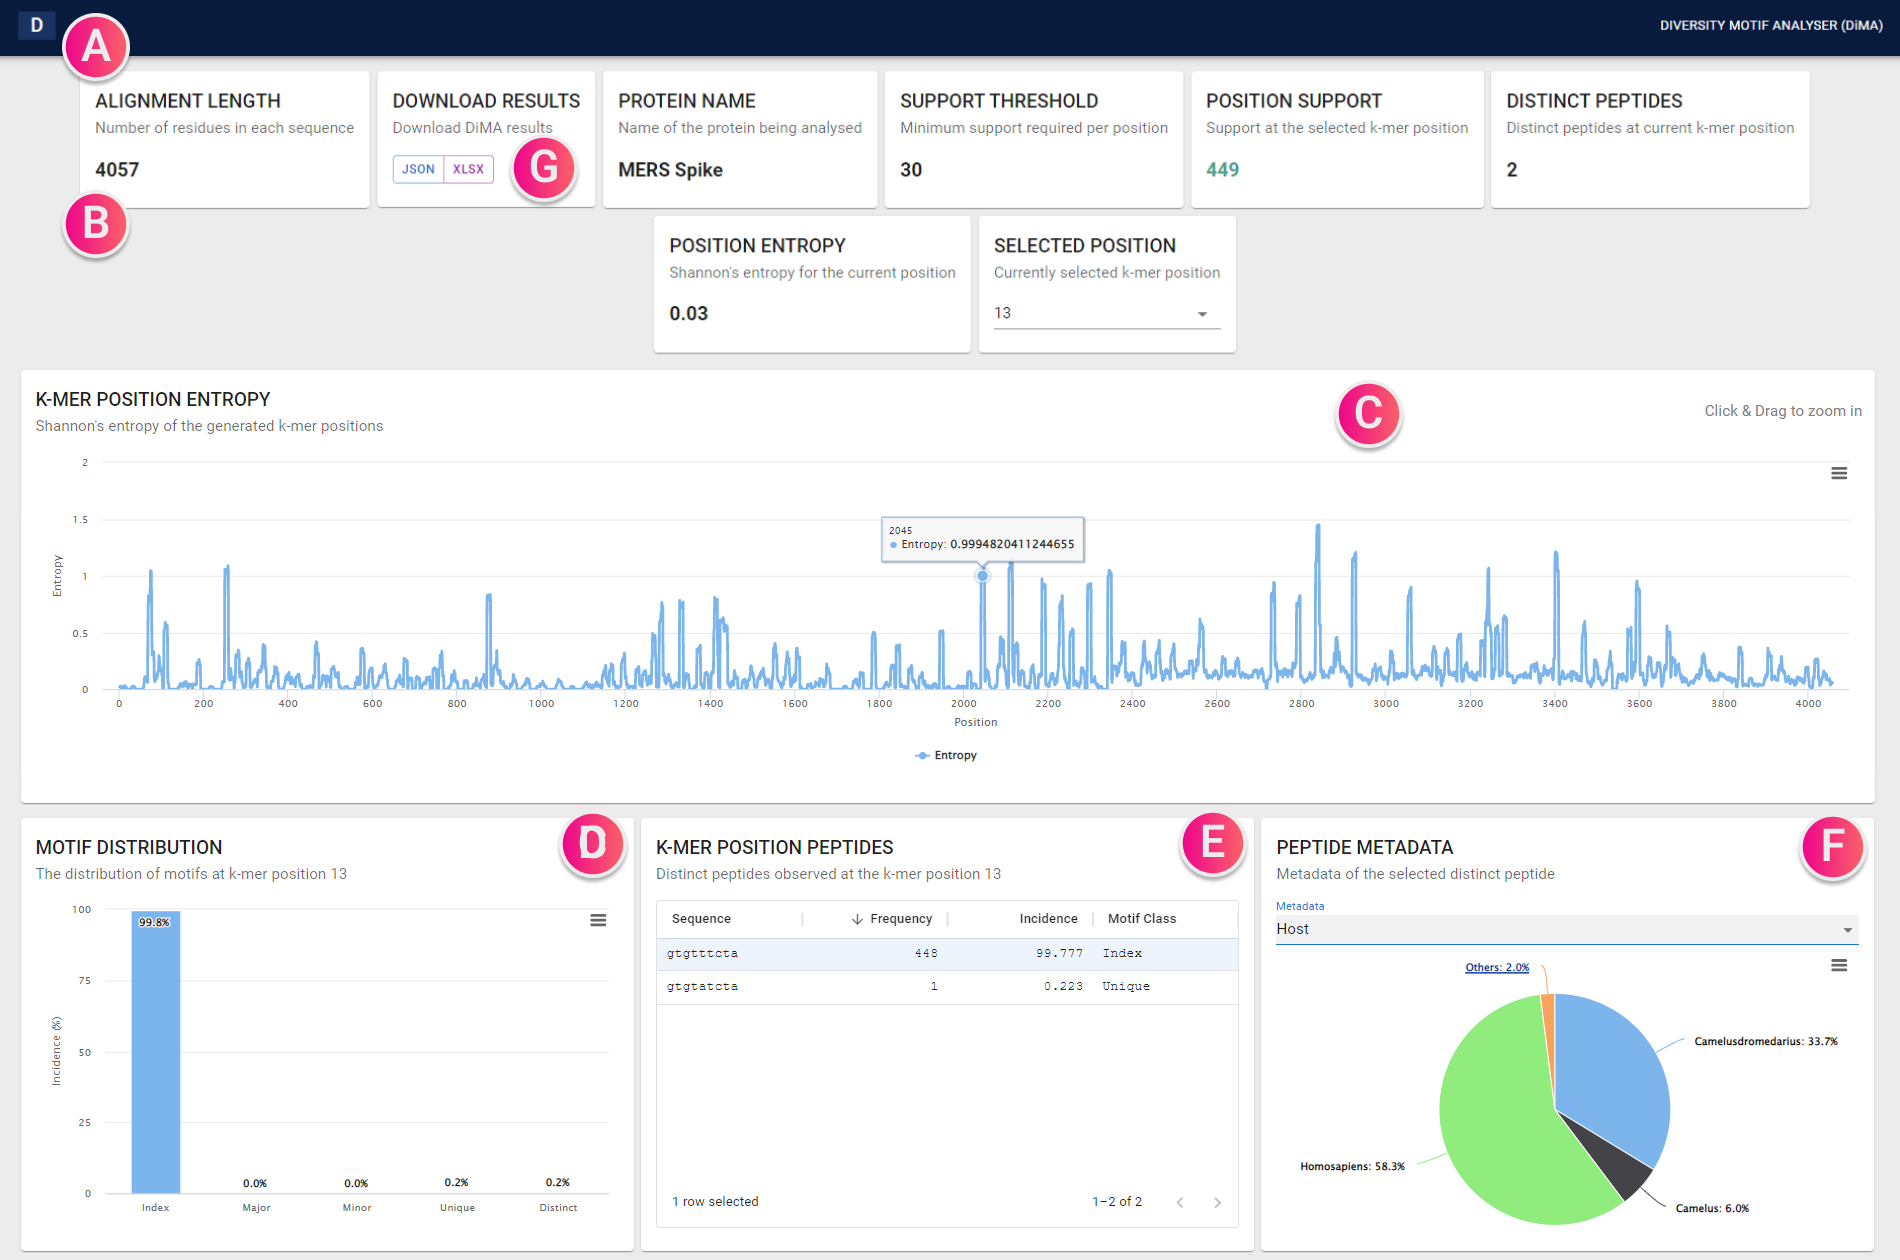 D
A
DIVERSITY MOTIF ANALYSER (DiMA)
ALIGNMENT LENGTH
Number of residues in each sequence
4057
DOWNLOAD RESULTS
Download DiMA results
JSON XLSX
G
PROTEIN NAME
Name of the protein being analysed
MERS Spike
SUPPORT THRESHOLD
Minimum support required per position
30
POSITION SUPPORT
Support at the selected k-mer position
449
DISTINCT PEPTIDES
Distinct peptides at current k-mer position
2
B
POSITION ENTROPY
Shannon's entropy for the current position
0.03
SELECTED POSITION
Currently selected k-mer position
13
K-MER POSITION ENTROPY
Shannon's entropy of the generated k-mer positions
C
Click & Drag to zoom in
2
1.5
1
0.5
0
Entropy
2045
Entropy: 0.9994820411244655
0 200 400 600 800 1000 1200 1400 1600 1800 2000 2200 2400 2600 2800 3000 3200 3400 3600 3800 4000
Position
Entropy
MOTIF DISTRIBUTION
The distribution of motifs at k-mer position 13
D
100
75
50
25
0
Incidence (%)
99.8%
0.0% 0.0% 0.2% 0.2%
Index Major Minor Unique Distinct
K-MER POSITION PEPTIDES
Distinct peptides observed at the k-mer position 13
E
Sequence Frequency Incidence Motif Class
gtgtttcta 448 99.777 Index
gtgtatcta 1 0.223 Unique
1 row selected 1–2 of 2
PEPTIDE METADATA
Metadata of the selected distinct peptide
F
Metadata
Host
Others: 2.0%
Camelusdromedarius: 33.7%
Homosapiens: 58.3%
Camelus: 6.0%